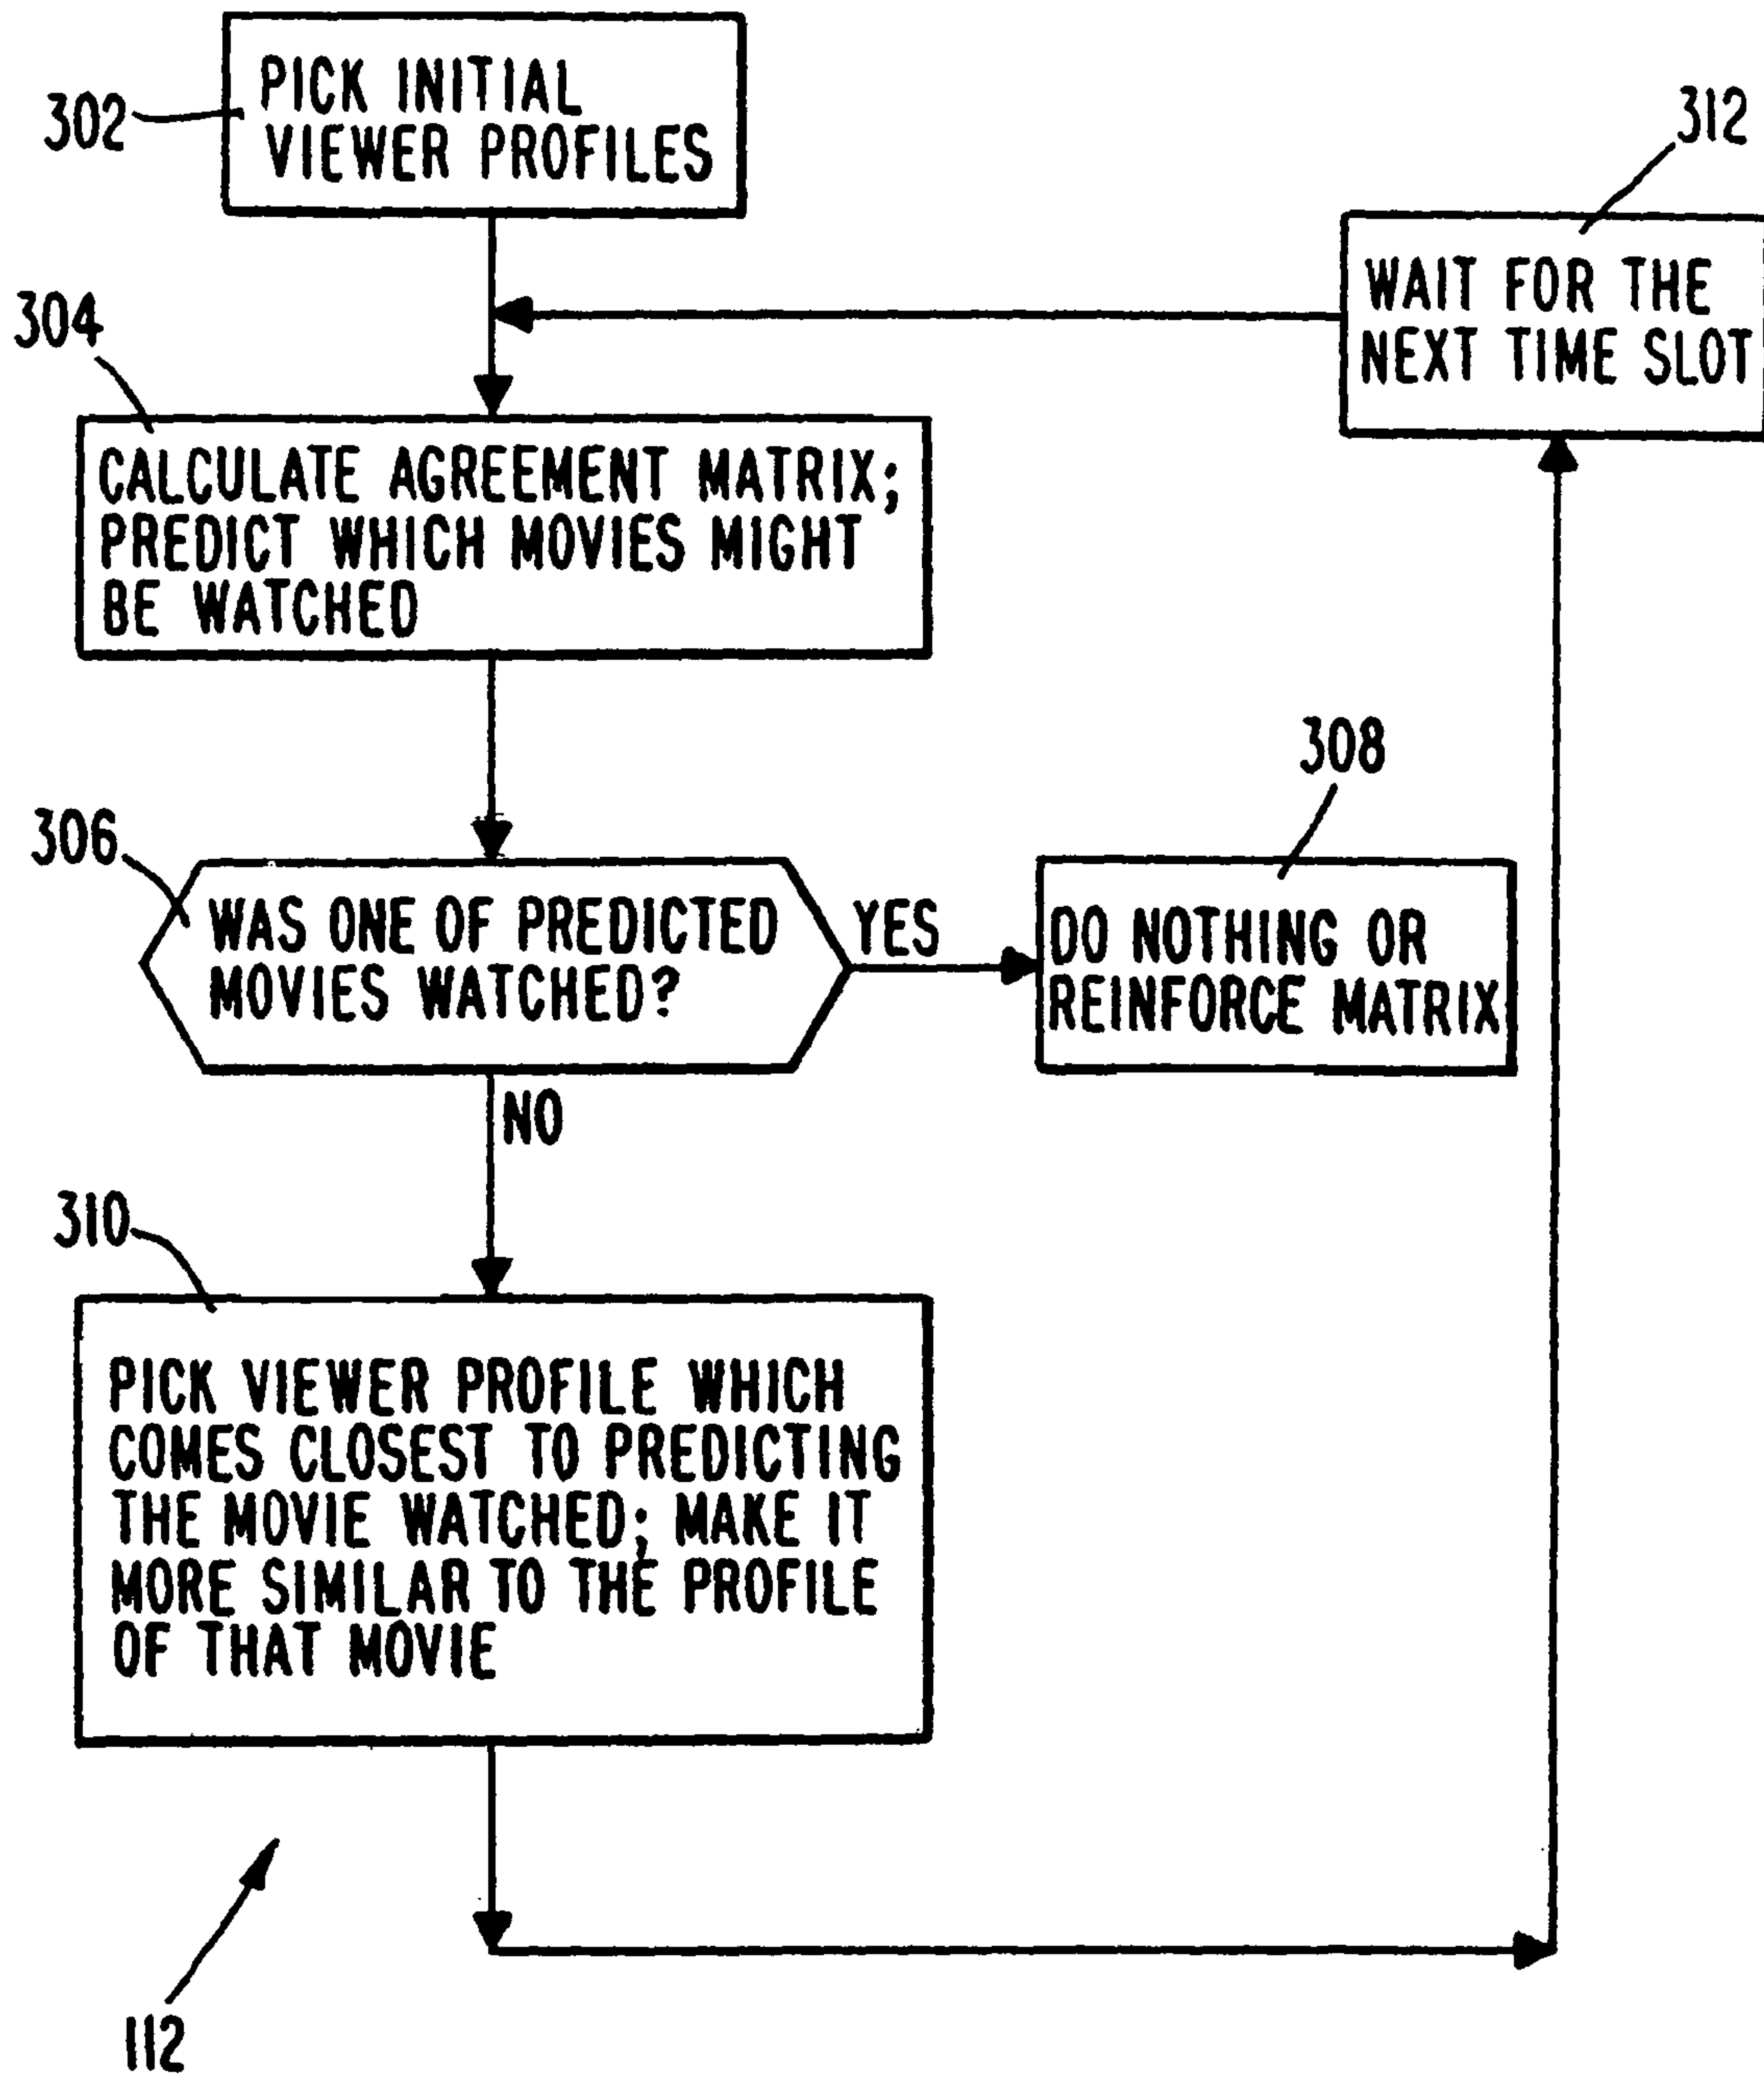 302
PICK INITIAL
VIEWER PROFILES
312
WAIT FOR THE
NEXT TIME SLOT
304
CALCULATE AGREEMENT MATRIX;
PREDICT WHICH MOVIES MIGHT
BE WATCHED
306
WAS ONE OF PREDICTED
MOVIES WATCHED?
YES
308
DO NOTHING OR
REINFORCE MATRIX
NO
310
PICK VIEWER PROFILE WHICH
COMES CLOSEST TO PREDICTING
THE MOVIE WATCHED; MAKE IT
MORE SIMILAR TO THE PROFILE
OF THAT MOVIE
112